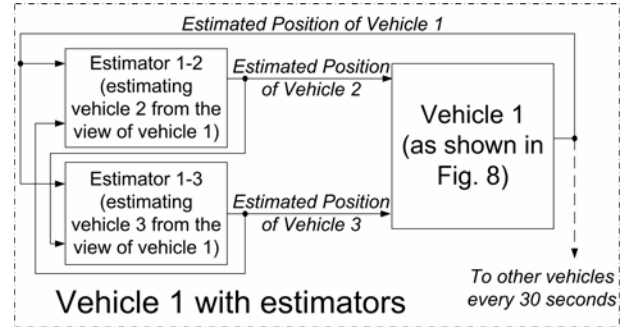 Estimated Position of Vehicle 1
Estimator 1-2
(estimating
vehicle 2 from the
view of vehicle 1)
Estimated Position
of Vehicle 2
Estimator 1-3
(estimating
vehicle 3 from the
view of vehicle 1)
Estimated Position
of Vehicle 3
Vehicle 1
(as shown in
Fig. 8)
To other vehicles
every 30 seconds
Vehicle 1 with estimators